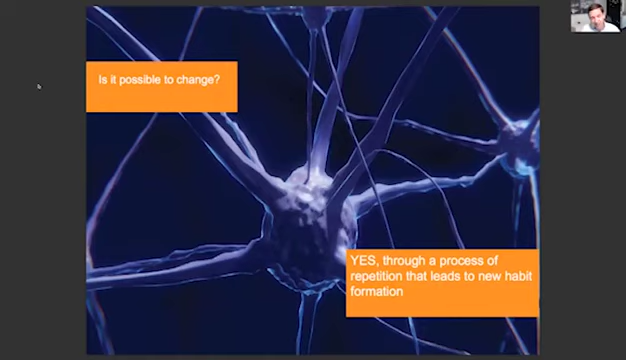 Is it possible to change?
YES, through a process of
repetition that leads to new habit
formation